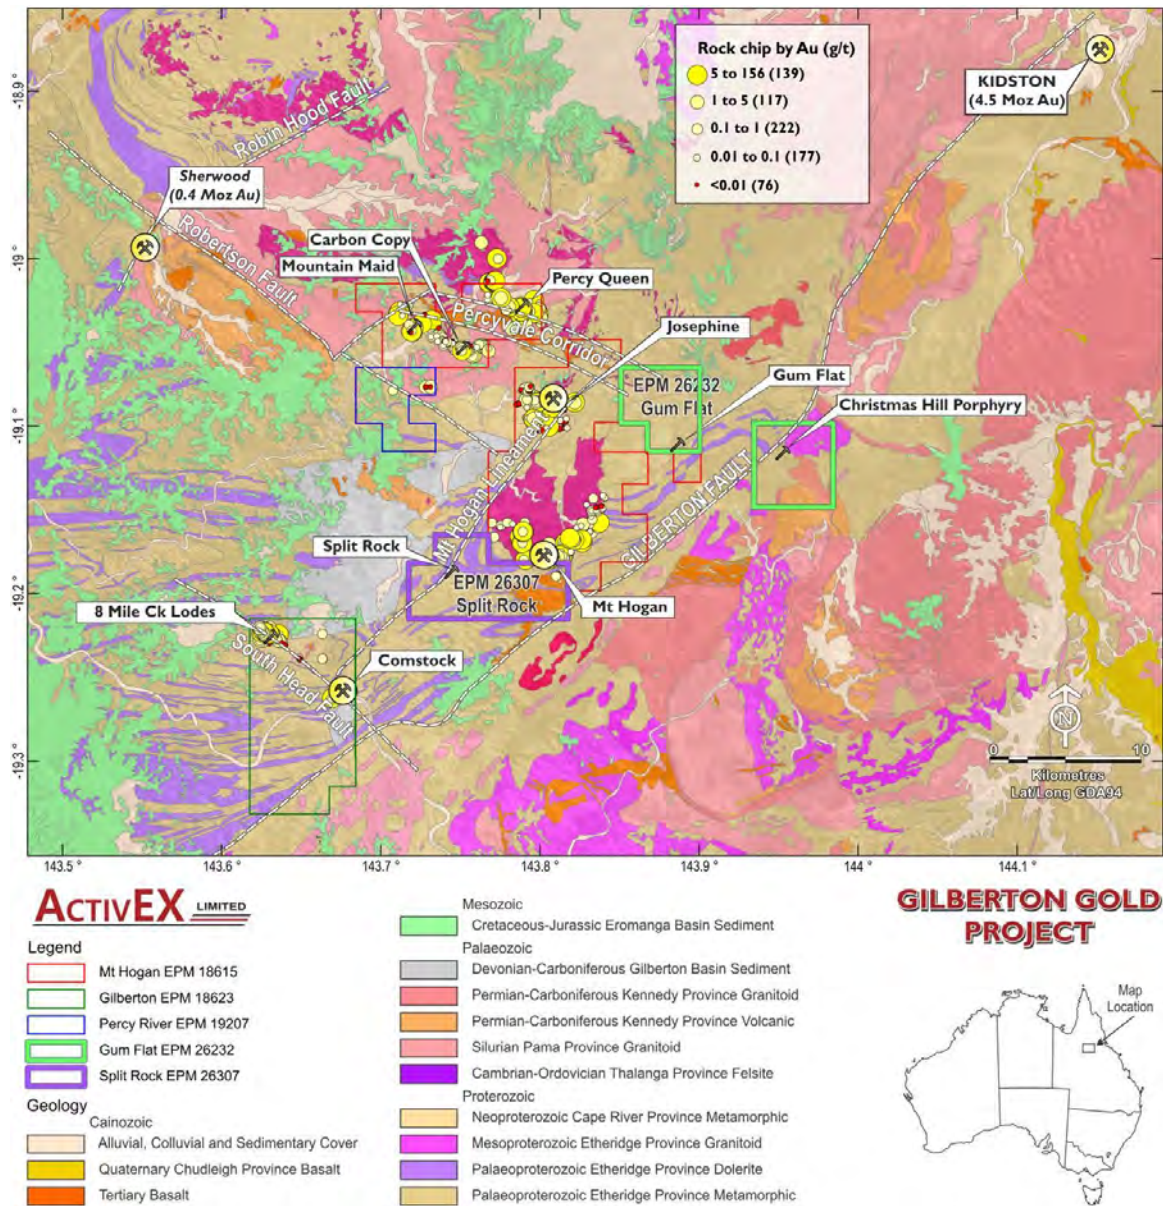 Rock chip by Au (g/t)
5 to 156 (139)
1 to 5 (117)
0.1 to 1 (222)
0.01 to 0.1 (177)
<0.01 (76)
KIDSTON
(4.5 Moz Au)
-18.9
Robin Hood Fault
Sherwood
(0.4 Moz Au)
Robertson Fault
-19
Carbon Copy
Mountain Maid
Percy Queen
Percyvale Corridor
Josephine
EPM 26232
Gum Flat
Gum Flat
Christmas Hill Porphyry
-19.1
Mt Hogan Lineament
GILBERTON FAULT
Split Rock
EPM 26307
Split Rock
-19.2
Mt Hogan
8 Mile Ck Lodes
South Head Fault
Comstock
N
-19.3
0 10
Kilometres
Lat/Long GDA94
143.5 ° 143.6 ° 143.7 ° 143.8 ° 143.9 ° 144 ° 144.1 °
ACTIVEX LIMITED
Legend
Mt Hogan EPM 18615
Gilberton EPM 18623
Percy River EPM 19207
Gum Flat EPM 26232
Split Rock EPM 26307
Geology
Cainozoic
Alluvial, Colluvial and Sedimentary Cover
Quaternary Chudleigh Province Basalt
Tertiary Basalt
Mesozoic
Cretaceous-Jurassic Eromanga Basin Sediment
Palaeozoic
Devonian-Carboniferous Gilberton Basin Sediment
Permian-Carboniferous Kennedy Province Granitoid
Permian-Carboniferous Kennedy Province Volcanic
Silurian Pama Province Granitoid
Cambrian-Ordovician Thalanga Province Felsite
Proterozoic
Neoproterozoic Cape River Province Metamorphic
Mesoproterozoic Etheridge Province Granitoid
Palaeoproterozoic Etheridge Province Dolerite
Palaeoproterozoic Etheridge Province Metamorphic
GILBERTON GOLD
PROJECT
Map
Location